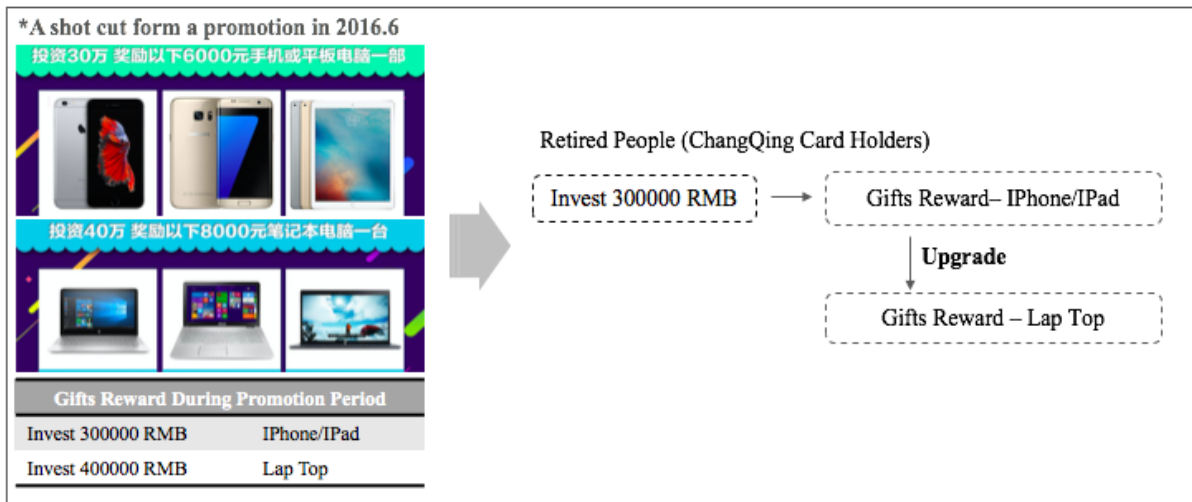 *A shot cut form a promotion in 2016.6
投资30万 奖励以下6000元手机或平板电脑一部
投资40万 奖励以下8000元笔记本电脑一台
Gifts Reward During Promotion Period
Invest 300000 RMB IPhone/IPad
Invest 400000 RMB Lap Top
Retired People (ChangQing Card Holders)
Invest 300000 RMB
Gifts Reward– IPhone/IPad
Upgrade
Gifts Reward – Lap Top